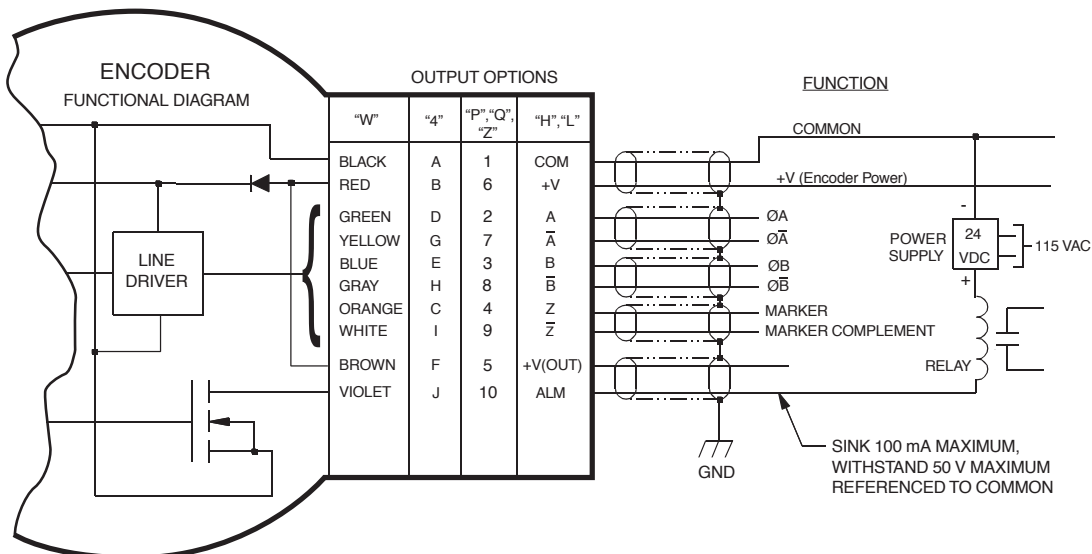 ENCODER
FUNCTIONAL DIAGRAM
LINE
DRIVER
OUTPUT OPTIONS
“W” “4” “P”,“Q”, “H”,“L”
“Z”
BLACK A 1 COM
RED B 6 +V
GREEN D 2 A
YELLOW G 7 A̅
BLUE E 3 B
GRAY H 8 B̅
ORANGE C 4 Z
WHITE I 9 Z̅
BROWN F 5 +V(OUT)
VIOLET J 10 ALM
FUNCTION
COMMON
+V (Encoder Power)
ØA
ØA̅
ØB
ØB̅
MARKER
MARKER COMPLEMENT
-
POWER
SUPPLY
24
VDC
115 VAC
+
RELAY
GND
SINK 100 mA MAXIMUM,
WITHSTAND 50 V MAXIMUM
REFERENCED TO COMMON